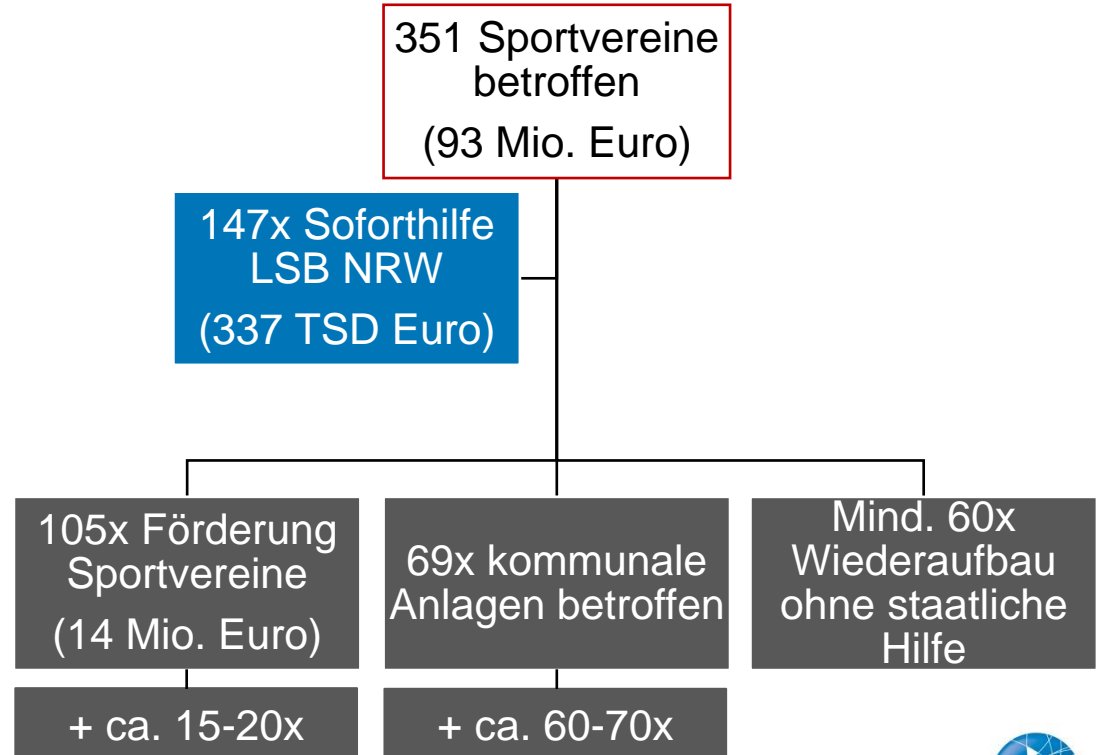 351 Sportvereine
betroffen
(93 Mio. Euro)
147x Soforthilfe
LSB NRW
(337 TSD Euro)
105x Förderung
Sportvereine
(14 Mio. Euro)
69x kommunale
Anlagen betroffen
Mind. 60x
Wiederaufbau
ohne staatliche
Hilfe
+ ca. 15-20x
+ ca. 60-70x